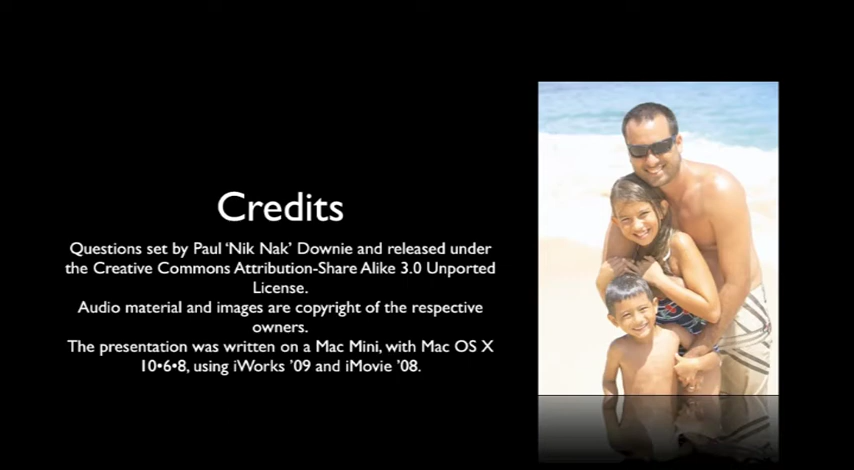 Credits
Questions set by Paul ‘Nik Nak’ Downie and released under
the Creative Commons Attribution-Share Alike 3.0 Unported
License.
Audio material and images are copyright of the respective
owners.
The presentation was written on a Mac Mini, with Mac OS X
10•6•8, using iWorks ’09 and iMovie ’08.